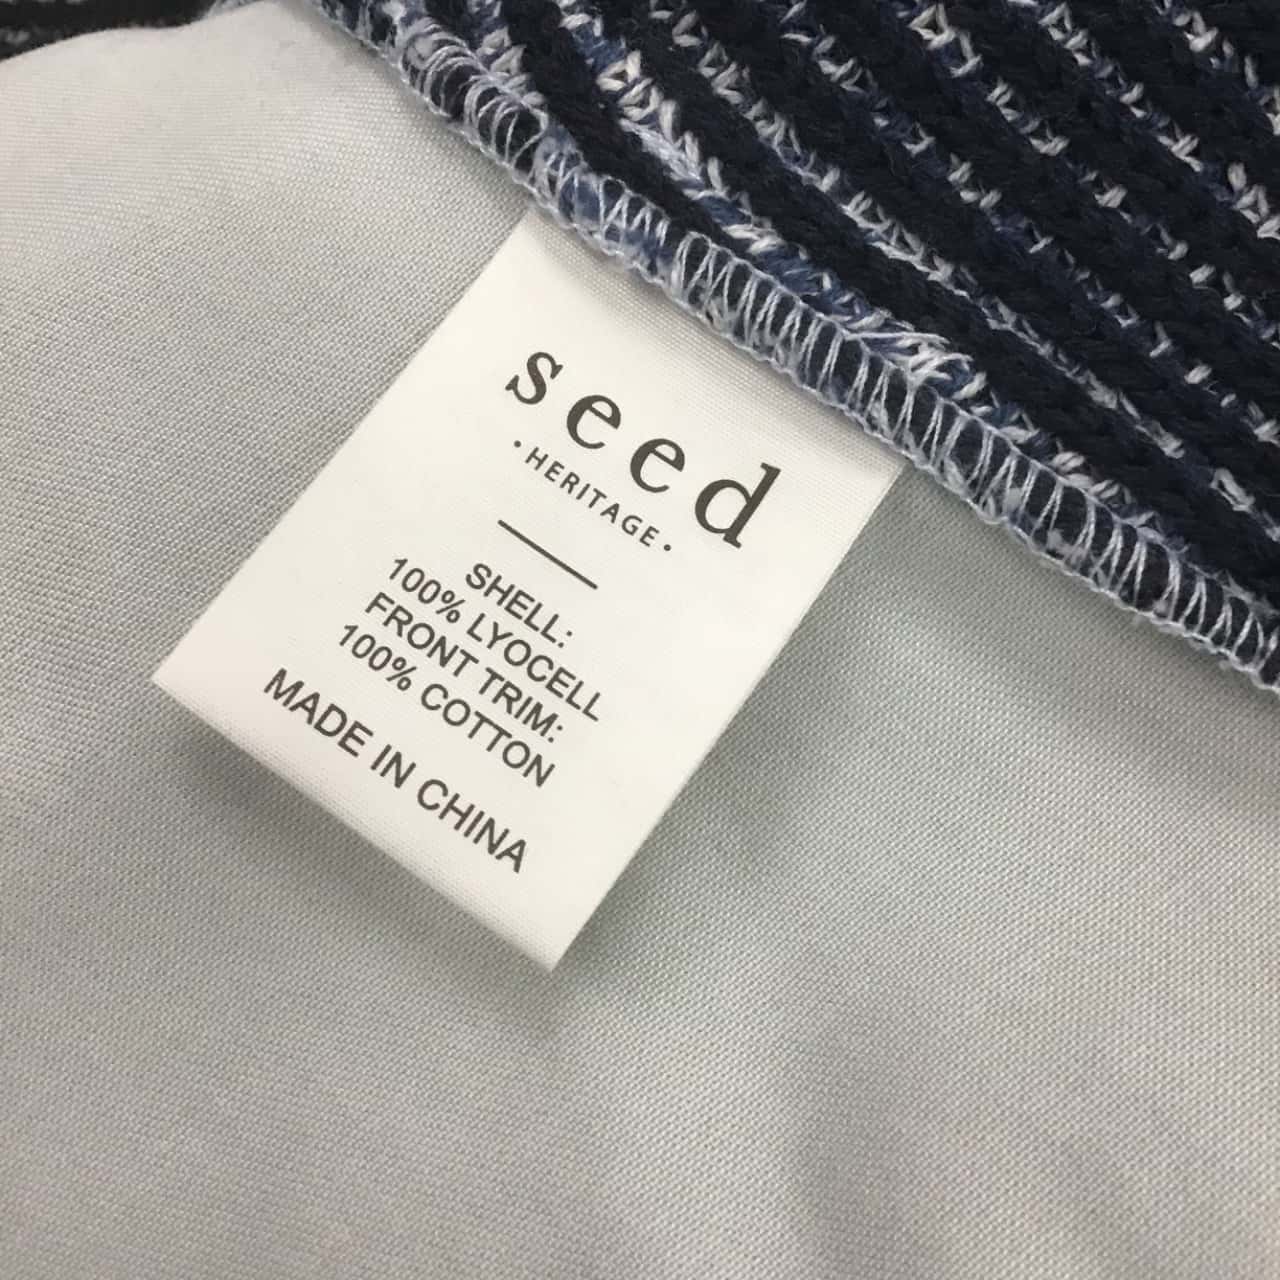 seed
· HERITAGE ·
SHELL:
100% LYOCELL
FRONT TRIM:
100% COTTON
MADE IN CHINA